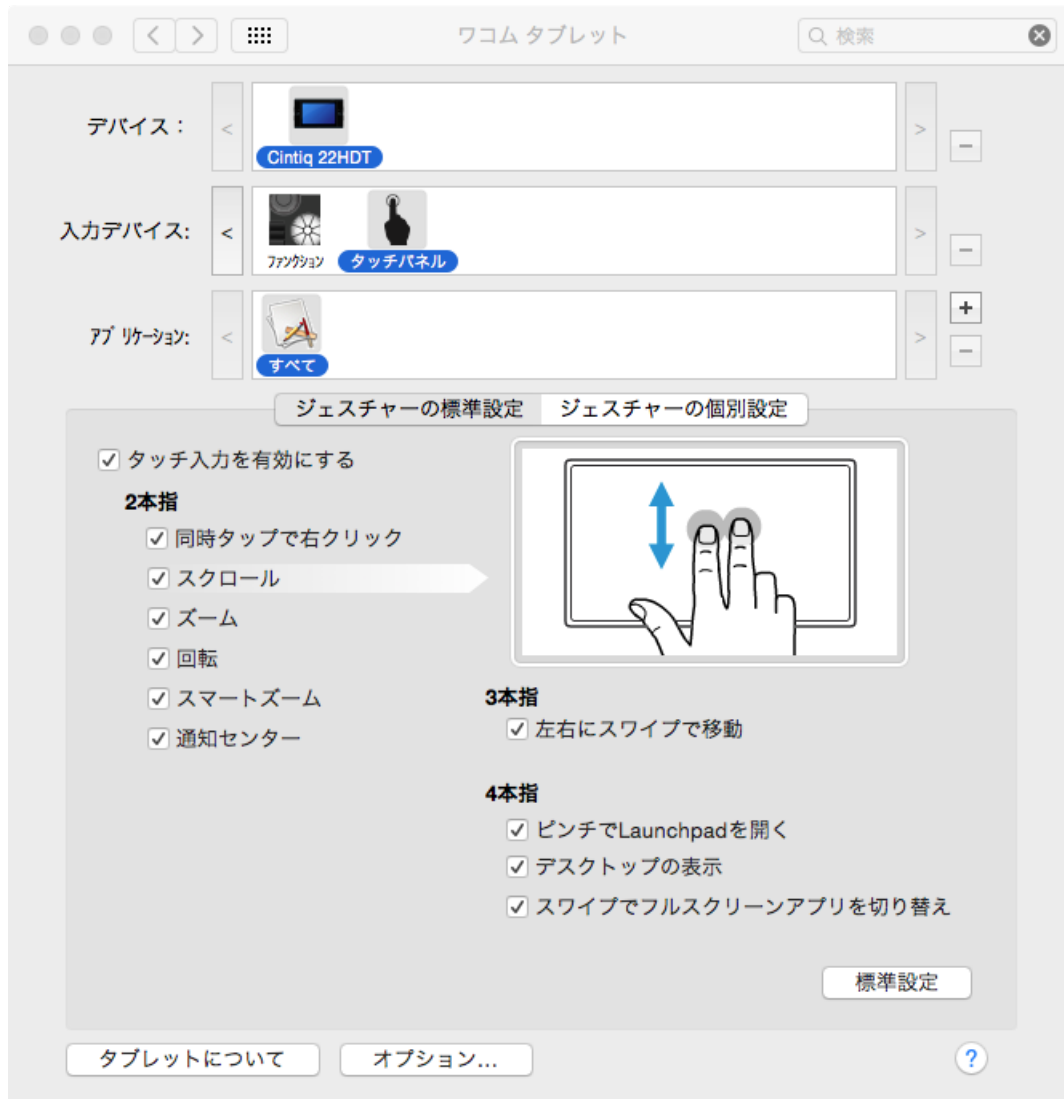 ワコム タブレット
検索
デバイス：
Cintiq 22HDT
入力デバイス:
ﾌｧﾝｸｼｮﾝ
タッチパネル
ｱﾌﾟﾘｹｰｼｮﾝ:
すべて
ジェスチャーの標準設定
ジェスチャーの個別設定
タッチ入力を有効にする
2本指
同時タップで右クリック
スクロール
ズーム
回転
スマートズーム
通知センター
3本指
左右にスワイプで移動
4本指
ピンチでLaunchpadを開く
デスクトップの表示
スワイプでフルスクリーンアプリを切り替え
標準設定
タブレットについて
オプション...
?